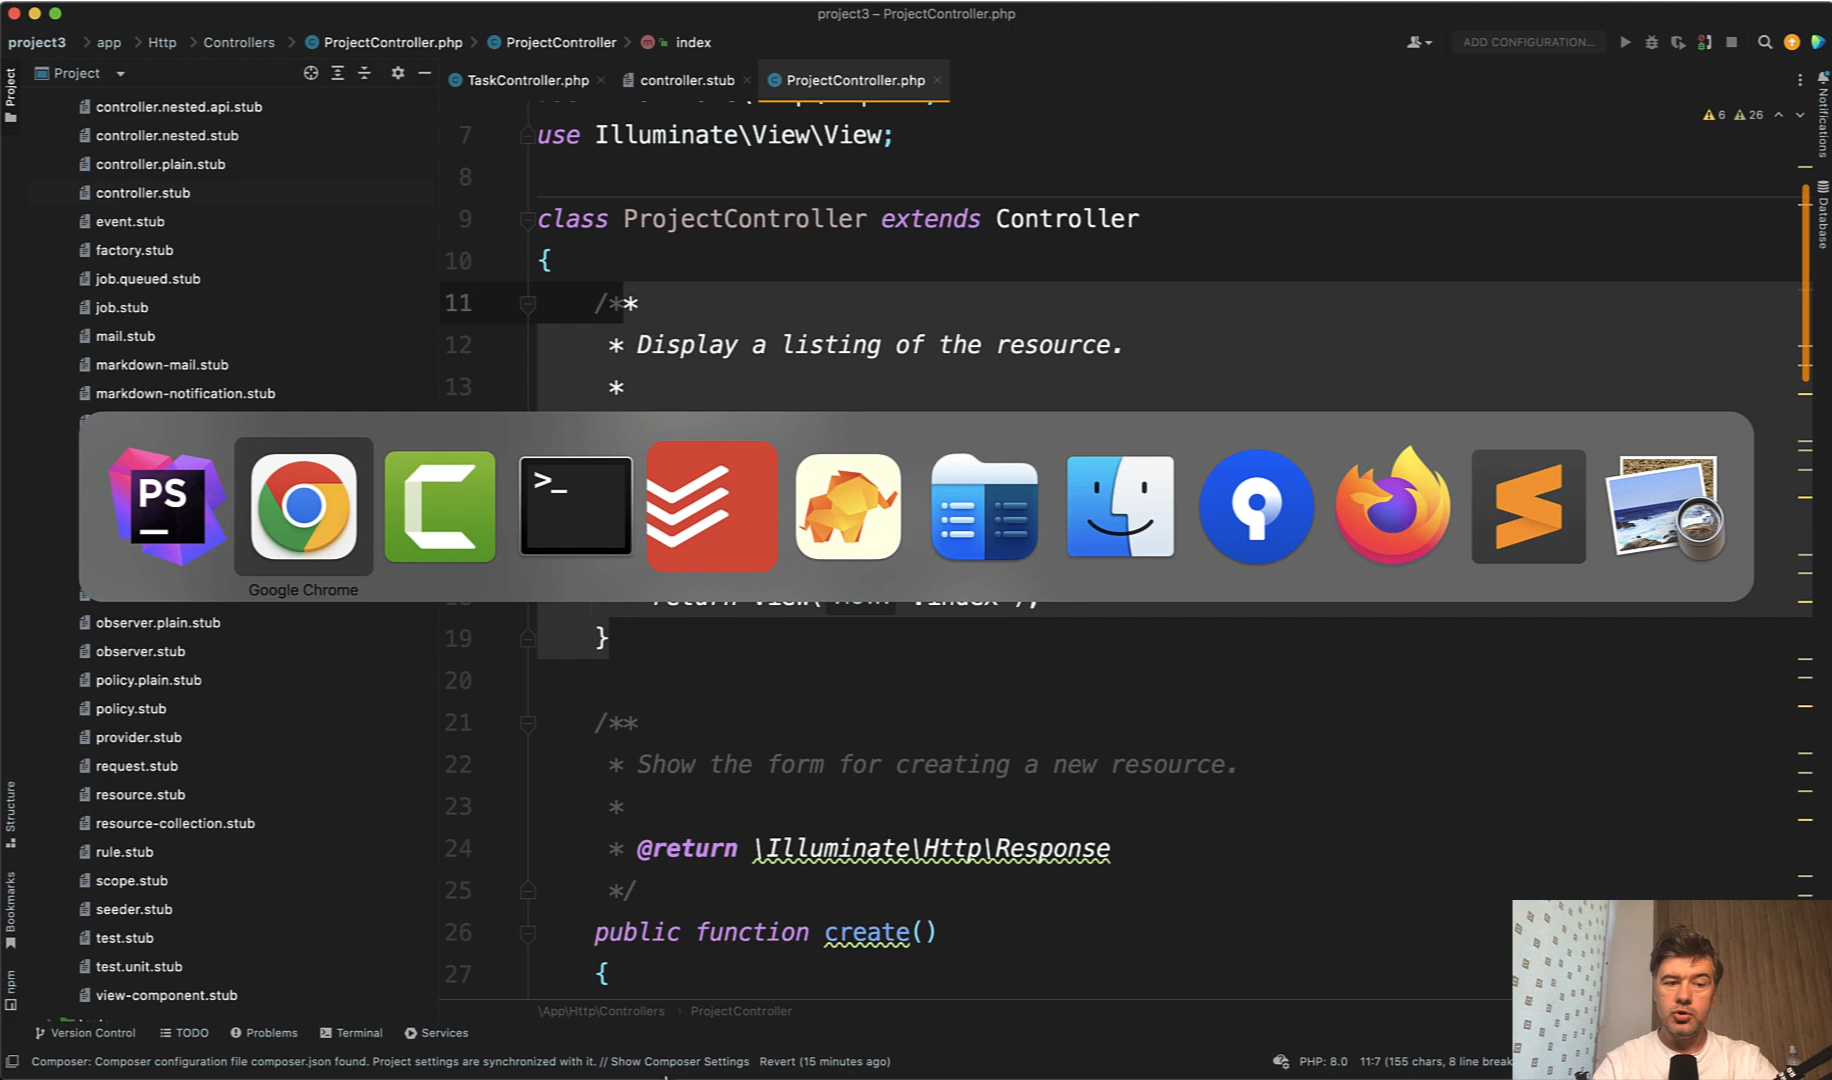 project3 – ProjectController.php
project3 > app > Http > Controllers > ProjectController.php > ProjectController > index
ADD CONFIGURATION...
Project
TaskController.php
controller.stub
ProjectController.php
6 26
Project
Notifications
Database
Structure
Bookmarks
npm
controller.nested.api.stub
controller.nested.stub
controller.plain.stub
controller.stub
event.stub
factory.stub
job.queued.stub
job.stub
mail.stub
markdown-mail.stub
markdown-notification.stub
observer.plain.stub
observer.stub
policy.plain.stub
policy.stub
provider.stub
request.stub
resource.stub
resource-collection.stub
rule.stub
scope.stub
seeder.stub
test.stub
test.unit.stub
view-component.stub
7 use Illuminate\View\View;
8
9 class ProjectController extends Controller
10 {
11 /**
12 * Display a listing of the resource.
13 *
PS
>_
Google Chrome
19 }
20
21 /**
22 * Show the form for creating a new resource.
23 *
24 * @return \Illuminate\Http\Response
25 */
26 public function create()
27 {
\App\Http\Controllers > ProjectController
Version Control
TODO
Problems
Terminal
Services
Composer: Composer configuration file composer.json found. Project settings are synchronized with it. // Show Composer Settings Revert (15 minutes ago)
PHP: 8.0
11:7 (155 chars, 8 line break